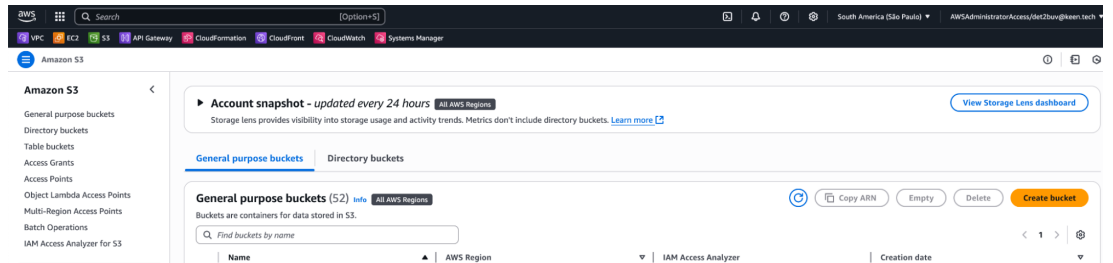 aws Search [Option+S] South America (São Paulo) ▼ AWSAdministratorAccess/det2buv@keen.tech ▼
VPC EC2 S3 API Gateway CloudFormation CloudFront CloudWatch Systems Manager
Amazon S3
Amazon S3
General purpose buckets
Directory buckets
Table buckets
Access Grants
Access Points
Object Lambda Access Points
Multi-Region Access Points
Batch Operations
IAM Access Analyzer for S3
Account snapshot - updated every 24 hours All AWS Regions
View Storage Lens dashboard
Storage lens provides visibility into storage usage and activity trends. Metrics don't include directory buckets. Learn more
General purpose buckets Directory buckets
General purpose buckets (52) Info All AWS Regions
Copy ARN Empty Delete Create bucket
Buckets are containers for data stored in S3.
Find buckets by name
< 1 >
Name AWS Region IAM Access Analyzer Creation date